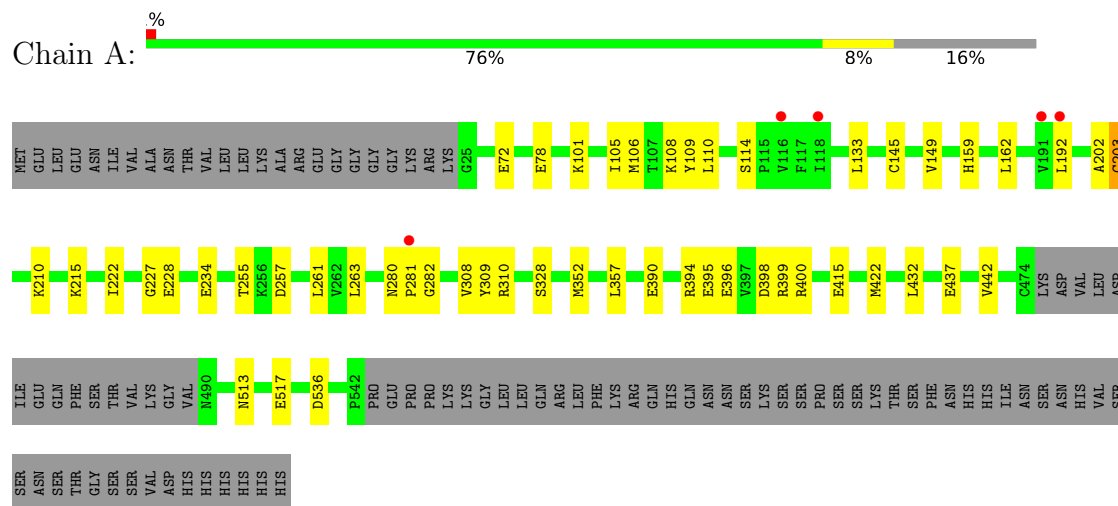 Chain A:
.%
76% 8% 16%
MET GLU LEU GLU ASN ILE VAL ALA ASN THR VAL LEU LEU LYS ALA ARG GLU GLY GLY GLY GLY LYS ARG LYS G25 E72 E78 K101 I105 M106 T107 K108 Y109 L110 S114 P115 V116 F117 I118 L133 C145 V149 H159 L162 V191 L192 A202
K210 K215 I222 G227 E228 E234 T255 K256 D257 L261 V262 L263 N280 P281 G282 V308 Y309 R310 S328 M352 L357 E390 R394 E395 E396 V397 D398 R399 R400 E415 M422 L432 E437 V442 C474 LYS ASP VAL LEU ASP
ILE GLU GLN PHE SER THR VAL LYS GLY VAL N490 N513 E517 D536 P542 PRO GLU PRO PRO LYS LYS GLY LEU LEU GLN ARG LEU PHE LYS ARG GLN HIS GLN ASN ASN SER LYS SER SER PRO SER SER LYS THR SER PHE ASN HIS HIS ILE ASN SER ASN HIS VAL SER
SER ASN SER THR GLY SER SER VAL ASP HIS HIS HIS HIS HIS HIS